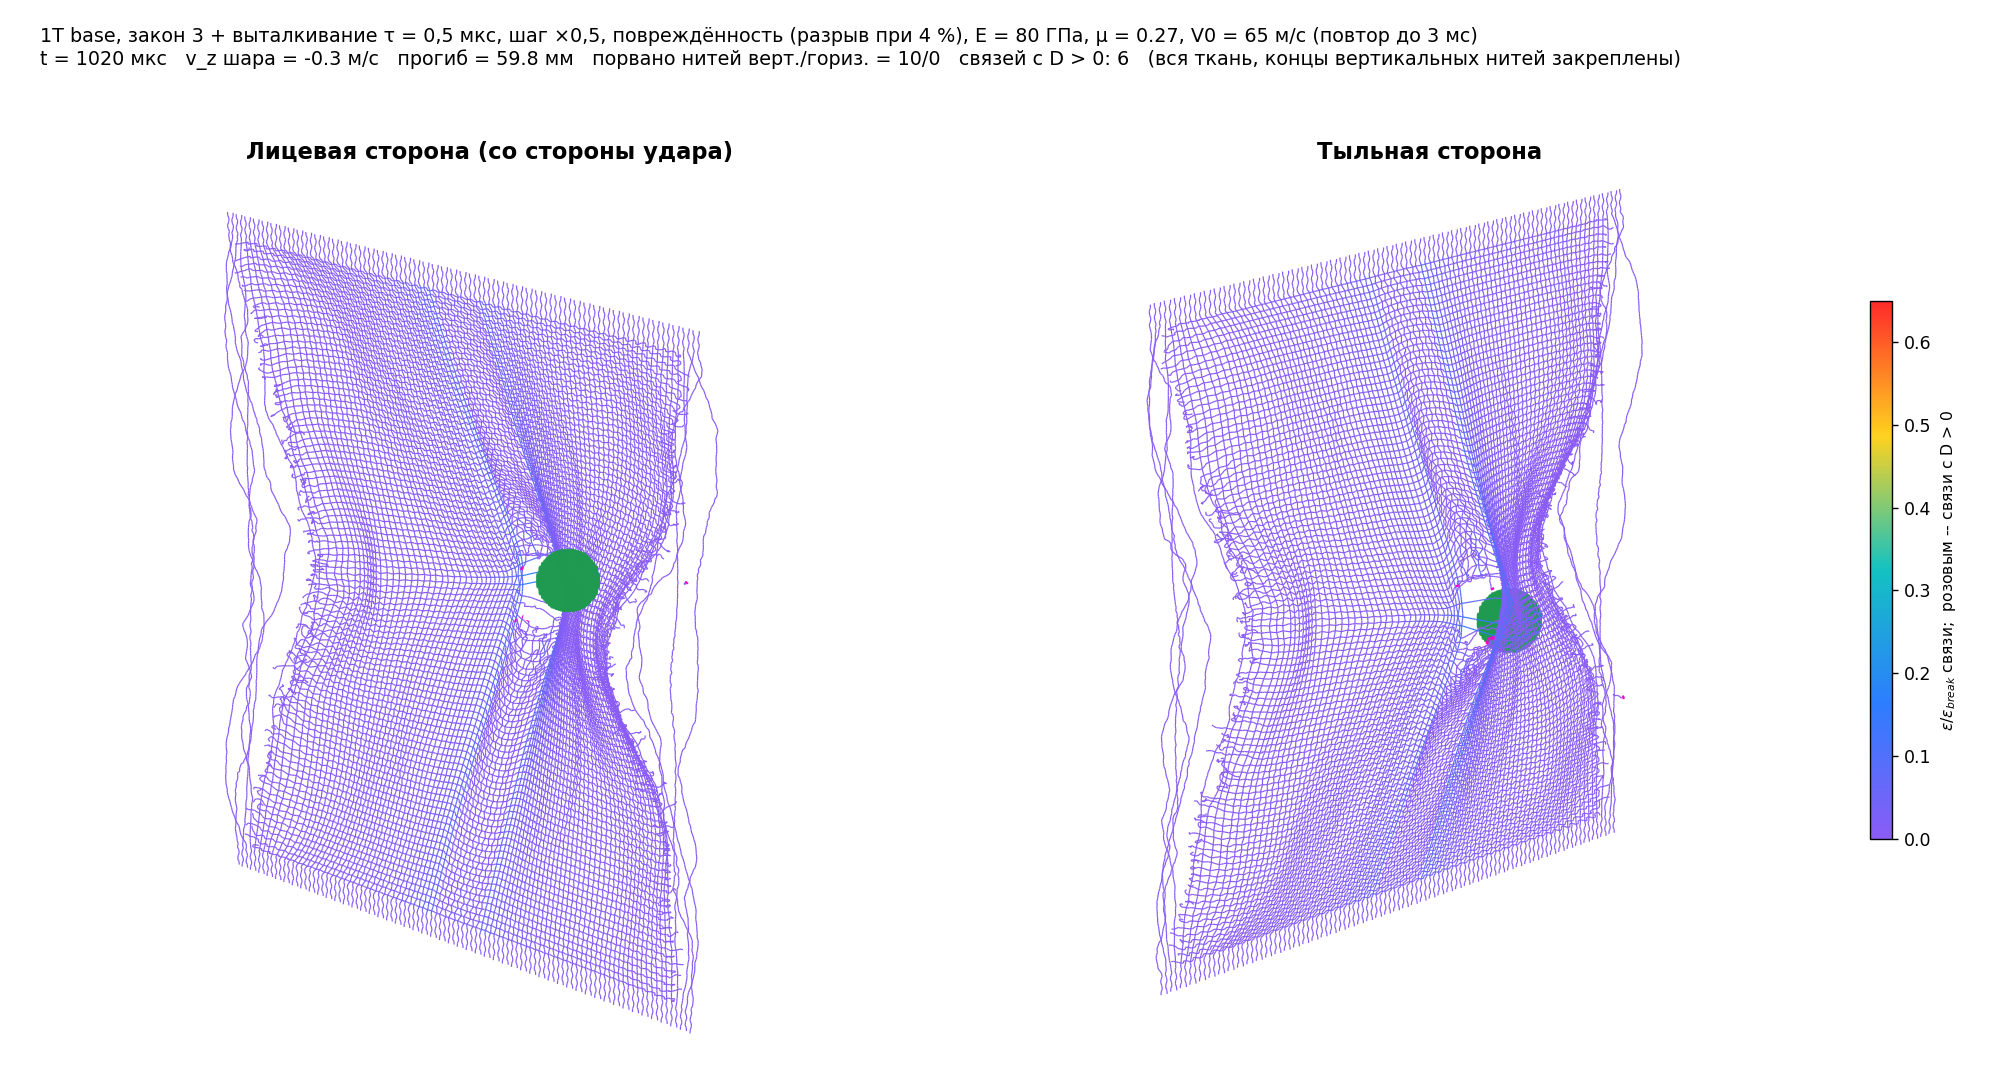 1T base, закон 3 + выталкивание τ = 0,5 мкс, шаг ×0,5, повреждённость (разрыв при 4 %), E = 80 ГПа, μ = 0.27, V0 = 65 м/с (повтор до 3 мс)
t = 1020 мкс   v_z шара = -0.3 м/с   прогиб = 59.8 мм   порвано нитей верт./гориз. = 10/0   связей с D > 0: 6   (вся ткань, концы вертикальных нитей закреплены)
Лицевая сторона (со стороны удара)
Тыльная сторона
0.6
0.5
0.4
0.3
0.2
0.1
0.0
ε/ε_break связи;  розовым -- связи с D > 0